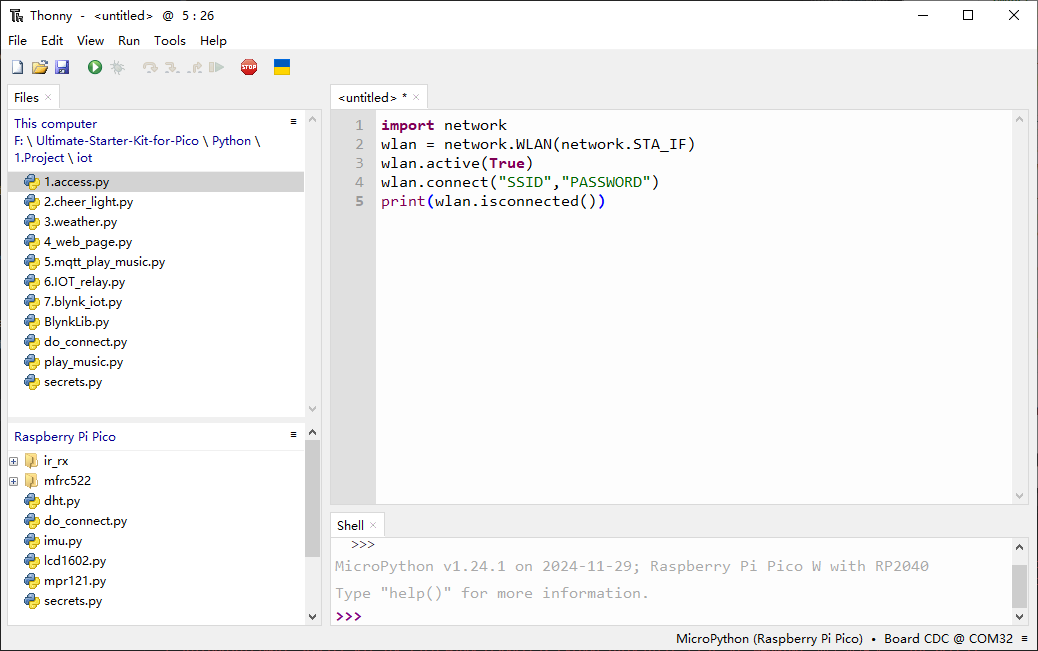 Thonny - <untitled> @ 5 : 26
File Edit View Run Tools Help
STOP
Files
This computer
F: \ Ultimate-Starter-Kit-for-Pico \ Python \
1.Project \ iot
1.access.py
2.cheer_light.py
3.weather.py
4_web_page.py
5.mqtt_play_music.py
6.IOT_relay.py
7.blynk_iot.py
BlynkLib.py
do_connect.py
play_music.py
secrets.py
Raspberry Pi Pico
ir_rx
mfrc522
dht.py
do_connect.py
imu.py
lcd1602.py
mpr121.py
secrets.py
<untitled> *
1 import network
2 wlan = network.WLAN(network.STA_IF)
3 wlan.active(True)
4 wlan.connect("SSID","PASSWORD")
5 print(wlan.isconnected())
Shell
>>>
MicroPython v1.24.1 on 2024-11-29; Raspberry Pi Pico W with RP2040
Type "help()" for more information.
>>>
MicroPython (Raspberry Pi Pico) • Board CDC @ COM32